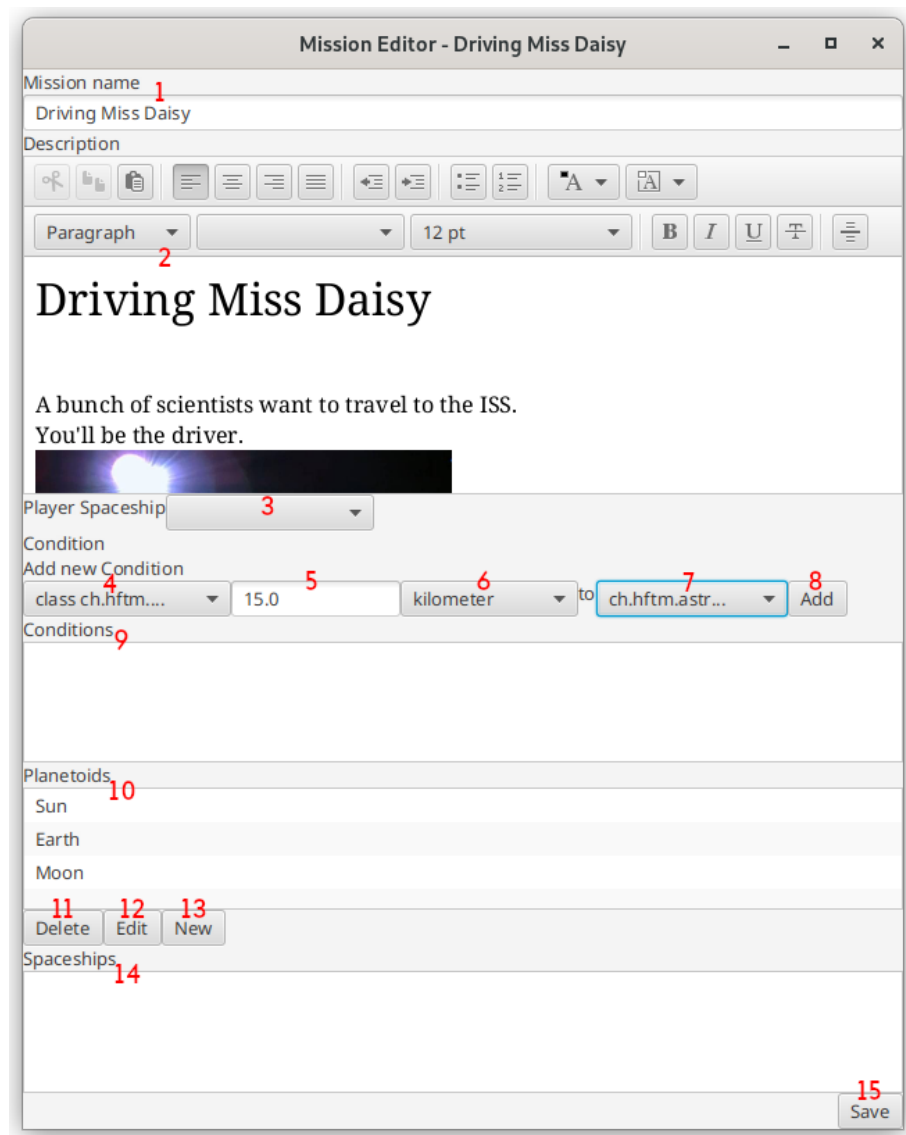 Mission Editor - Driving Miss Daisy
Mission name
1
Driving Miss Daisy
Description
A A
Paragraph 12 pt B I U T
2
Driving Miss Daisy
A bunch of scientists want to travel to the ISS.
You'll be the driver.
Player Spaceship 3
Condition
Add new Condition
4 5 6 7 8
class ch.hftm.... 15.0 kilometer to ch.hftm.astr... Add
Conditions 9
Planetoids 10
Sun
Earth
Moon
11 12 13
Delete Edit New
Spaceships 14
15
Save